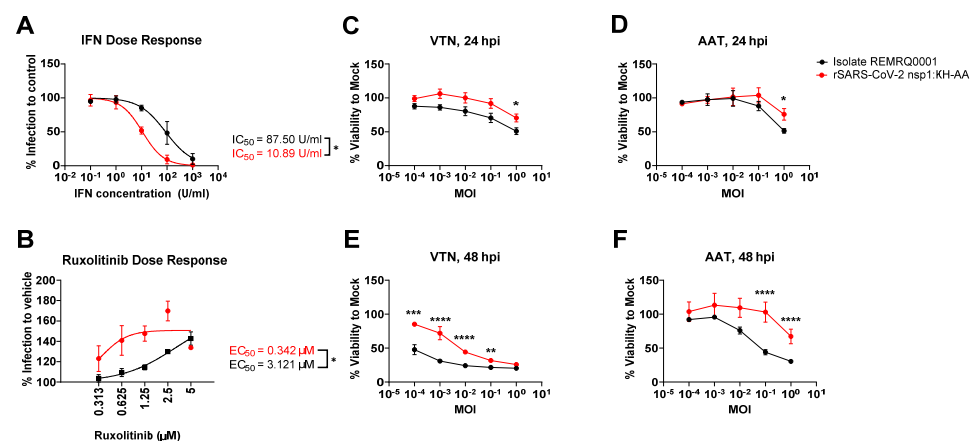 A
IFN Dose Response
% Infection to control
150
100
50
0
10⁻² 10⁻¹ 10⁰ 10¹ 10² 10³ 10⁴
IFN concentration (U/ml)
IC₅₀ = 87.50 U/ml
IC₅₀ = 10.89 U/ml
*
C
VTN, 24 hpi
% Viability to Mock
150
100
50
0
*
10⁻⁵ 10⁻⁴ 10⁻³ 10⁻² 10⁻¹ 10⁰ 10¹
MOI
D
AAT, 24 hpi
% Viability to Mock
150
100
50
0
*
10⁻⁵ 10⁻⁴ 10⁻³ 10⁻² 10⁻¹ 10⁰ 10¹
MOI
Isolate REMRQ0001
rSARS-CoV-2 nsp1:KH-AA
B
Ruxolitinib Dose Response
% Infection to vehicle
200
180
160
140
120
100
0.313 0.625 1.25 2.5 5
Ruxolitinib (µM)
EC₅₀ = 0.342 µM
EC₅₀ = 3.121 µM
*
E
VTN, 48 hpi
% Viability to Mock
150
100
50
0
*** **** **** **
10⁻⁵ 10⁻⁴ 10⁻³ 10⁻² 10⁻¹ 10⁰ 10¹
MOI
F
AAT, 48 hpi
% Viability to Mock
150
100
50
0
**** ****
10⁻⁵ 10⁻⁴ 10⁻³ 10⁻² 10⁻¹ 10⁰ 10¹
MOI